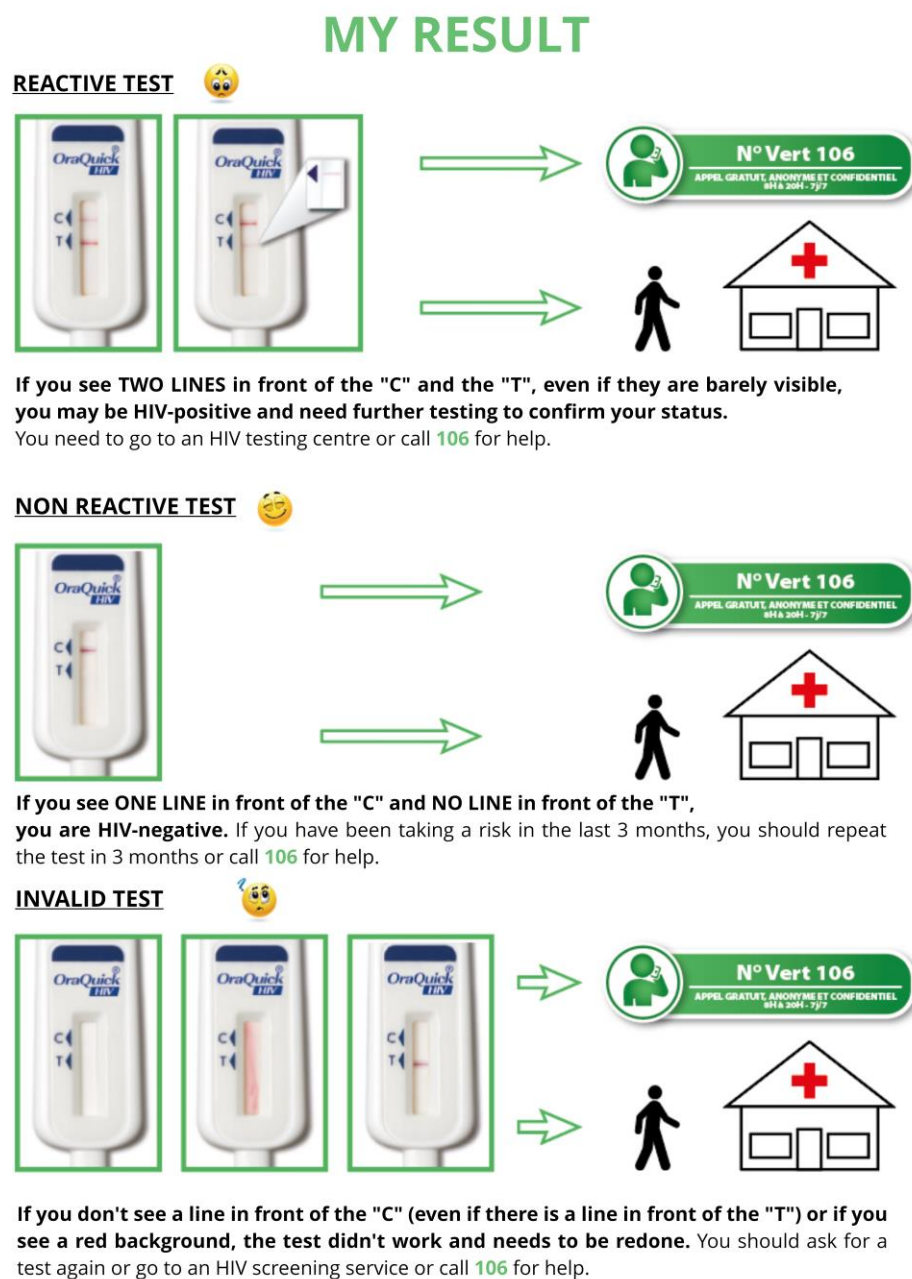 MY RESULT
REACTIVE TEST
OraQuick®
HIV
C
T
OraQuick
HIV
C
T
N° Vert 106
APPEL GRATUIT, ANONYME ET CONFIDENTIEL
8H à 20H - 7j/7
If you see TWO LINES in front of the "C" and the "T", even if they are barely visible,
you may be HIV-positive and need further testing to confirm your status.
You need to go to an HIV testing centre or call 106 for help.
NON REACTIVE TEST
OraQuick®
HIV
C
T
N° Vert 106
APPEL GRATUIT, ANONYME ET CONFIDENTIEL
8H à 20H - 7j/7
If you see ONE LINE in front of the "C" and NO LINE in front of the "T",
you are HIV-negative. If you have been taking a risk in the last 3 months, you should repeat
the test in 3 months or call 106 for help.
INVALID TEST
OraQuick®
HIV
C
T
OraQuick®
HIV
C
T
OraQuick®
HIV
C
T
N° Vert 106
APPEL GRATUIT, ANONYME ET CONFIDENTIEL
8H à 20H - 7j/7
If you don't see a line in front of the "C" (even if there is a line in front of the "T") or if you
see a red background, the test didn't work and needs to be redone. You should ask for a
test again or go to an HIV screening service or call 106 for help.